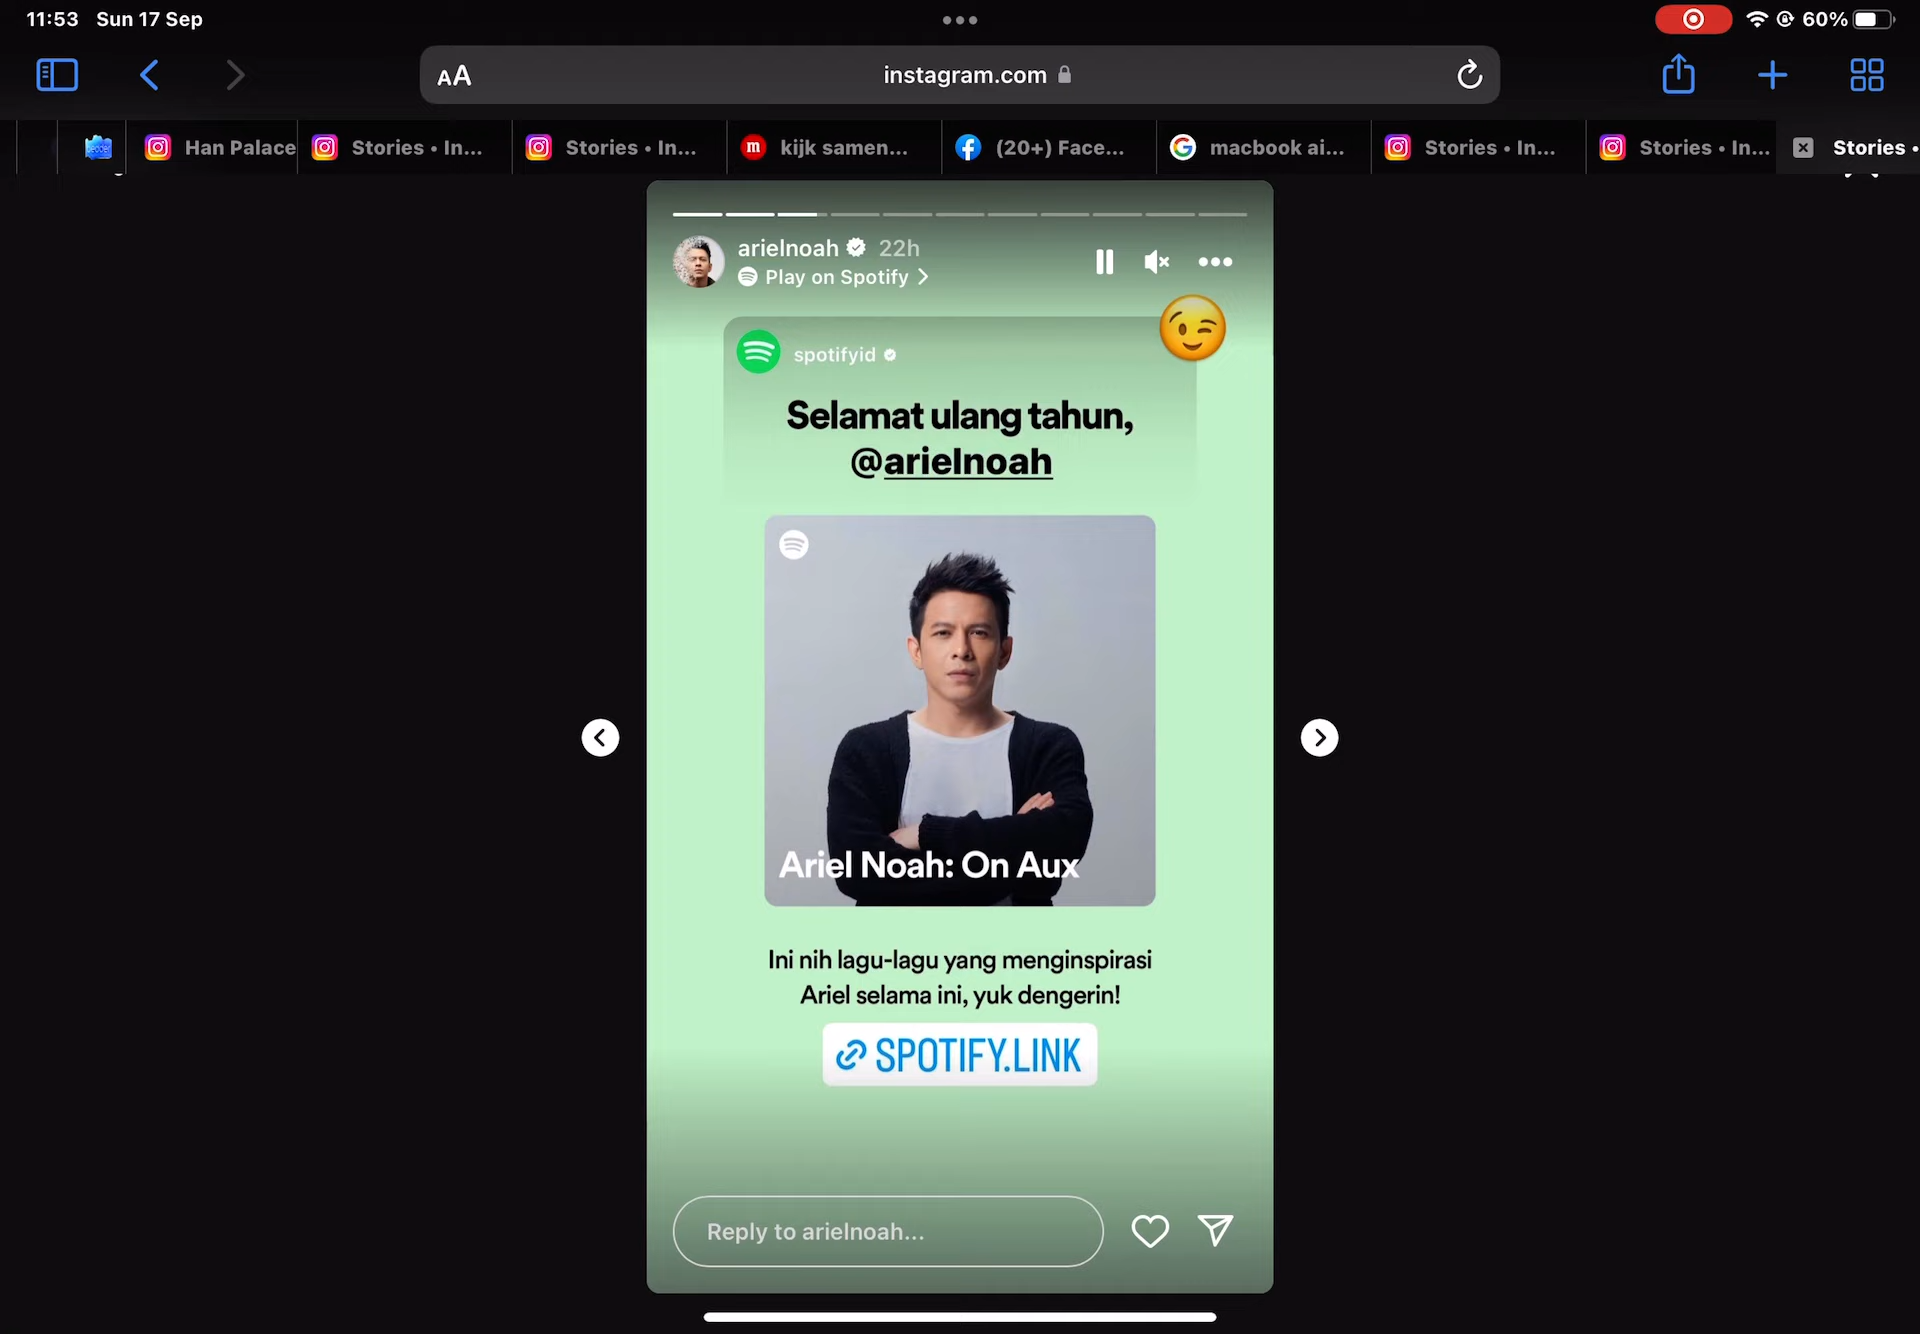 11:53 Sun 17 Sep
60%
AA
instagram.com
Han Palace
Stories • In...
Stories • In...
kijk samen...
(20+) Face...
macbook ai...
Stories • In...
Stories • In...
Stories •
arielnoah 22h
Play on Spotify
spotifyid
Selamat ulang tahun,
@arielnoah
Ariel Noah: On Aux
Ini nih lagu-lagu yang menginspirasi
Ariel selama ini, yuk dengerin!
SPOTIFY.LINK
Reply to arielnoah...